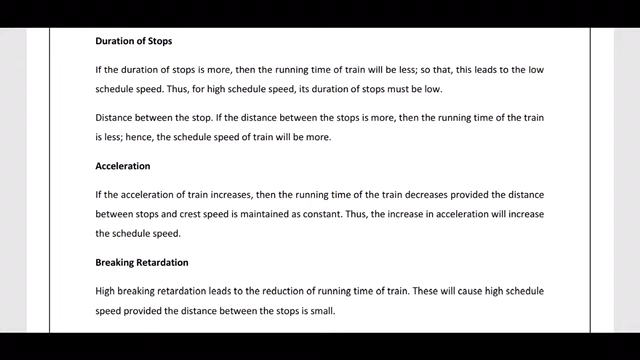 Duration of Stops
If the duration of stops is more, then the running time of train will be less; so that, this leads to the low
schedule speed. Thus, for high schedule speed, its duration of stops must be low.
Distance between the stop. If the distance between the stops is more, then the running time of the train
is less; hence, the schedule speed of train will be more.
Acceleration
If the acceleration of train increases, then the running time of the train decreases provided the distance
between stops and crest speed is maintained as constant. Thus, the increase in acceleration will increase
the schedule speed.
Breaking Retardation
High breaking retardation leads to the reduction of running time of train. These will cause high schedule
speed provided the distance between the stops is small.